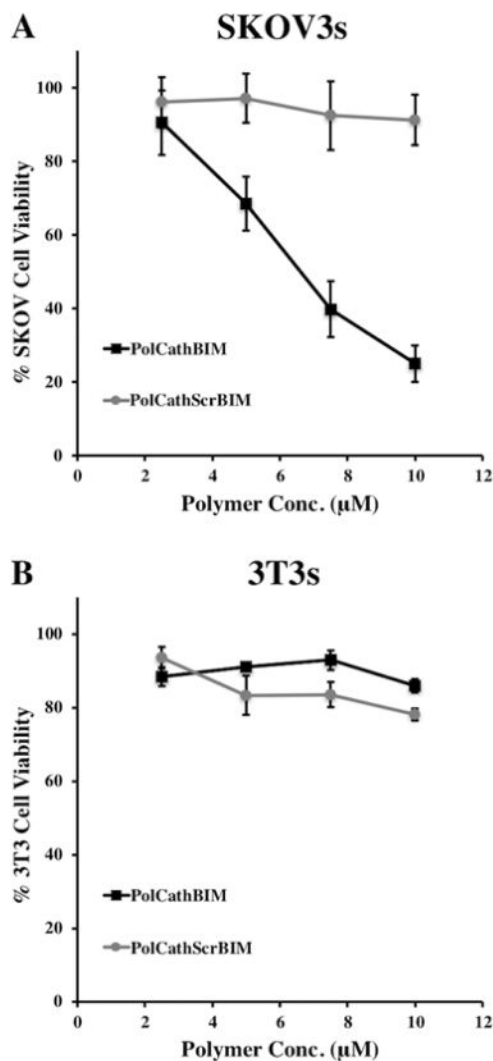 A
SKOV3s
100
80
60
40
20
0
% SKOV Cell Viability
PolCathBIM
PolCathScrBIM
0 2 4 6 8 10 12
Polymer Conc. (μM)
B
3T3s
100
80
60
40
20
0
% 3T3 Cell Viability
PolCathBIM
PolCathScrBIM
0 2 4 6 8 10 12
Polymer Conc. (μM)